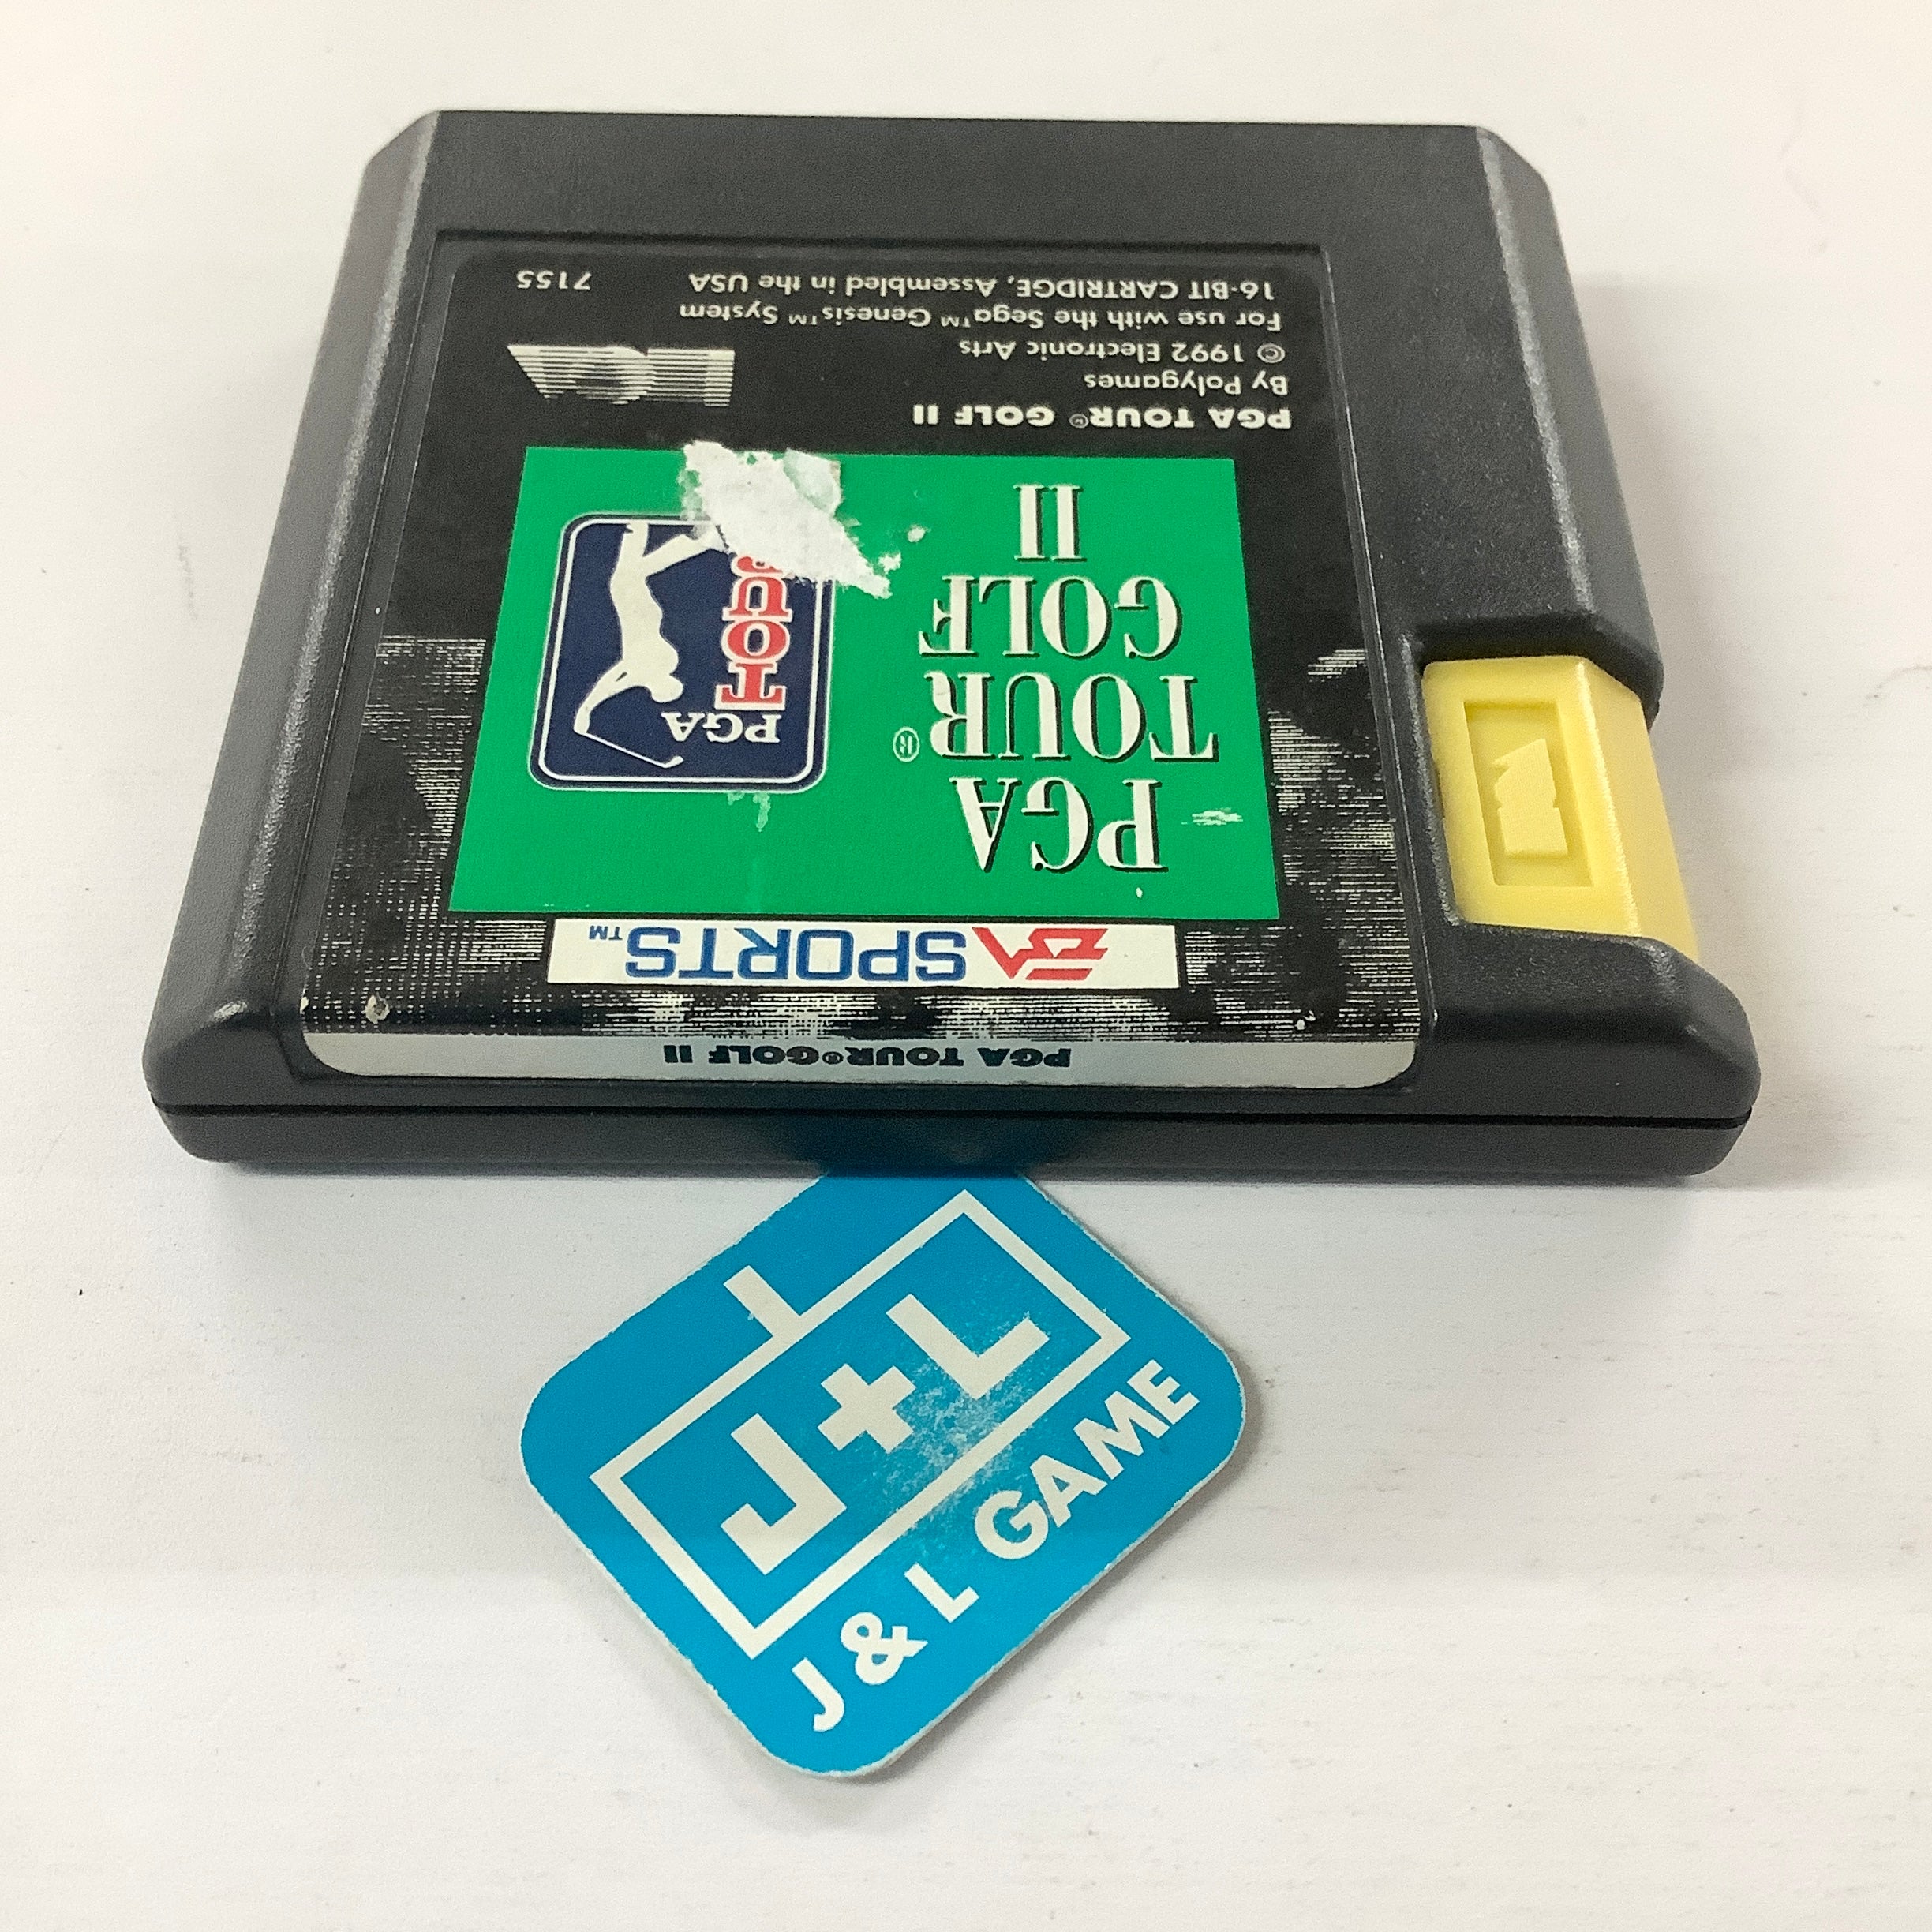 PGA TOUR® GOLF II
EA SPORTS™
PGA
TOUR®
GOLF
II
PGA
PGA TOUR® GOLF II
By Polygames
© 1992 Electronic Arts
For use with the Sega™ Genesis™ System
16-BIT CARTRIDGE, Assembled in the USA
7155
J+L
J & L GAME